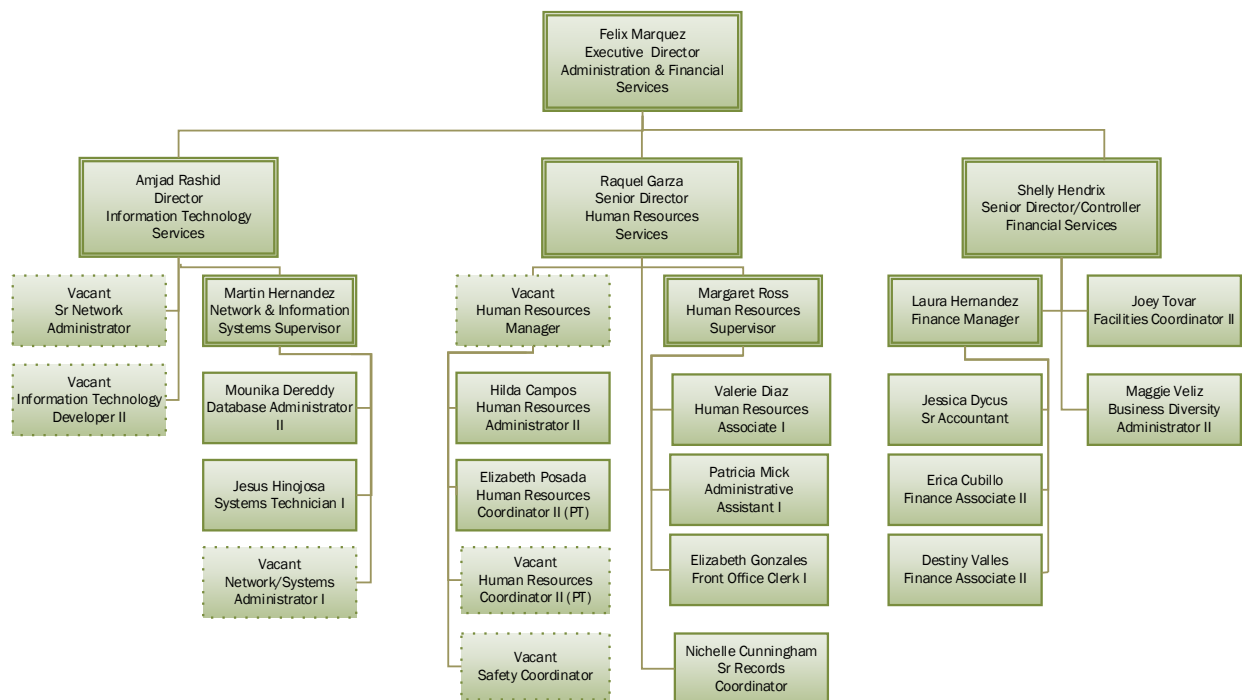 Felix Marquez
Executive Director
Administration & Financial
Services
Amjad Rashid
Director
Information Technology
Services
Raquel Garza
Senior Director
Human Resources
Services
Shelly Hendrix
Senior Director/Controller
Financial Services
Vacant
Sr Network
Administrator
Martin Hernandez
Network & Information
Systems Supervisor
Vacant
Human Resources
Manager
Margaret Ross
Human Resources
Supervisor
Laura Hernandez
Finance Manager
Joey Tovar
Facilities Coordinator II
Vacant
Information Technology
Developer II
Mounika Dereddy
Database Administrator
II
Hilda Campos
Human Resources
Administrator II
Valerie Diaz
Human Resources
Associate I
Jessica Dycus
Sr Accountant
Maggie Veliz
Business Diversity
Administrator II
Jesus Hinojosa
Systems Technician I
Elizabeth Posada
Human Resources
Coordinator II (PT)
Patricia Mick
Administrative
Assistant I
Erica Cubillo
Finance Associate II
Vacant
Network/Systems
Administrator I
Vacant
Human Resources
Coordinator II (PT)
Elizabeth Gonzales
Front Office Clerk I
Destiny Valles
Finance Associate II
Vacant
Safety Coordinator
Nichelle Cunningham
Sr Records
Coordinator